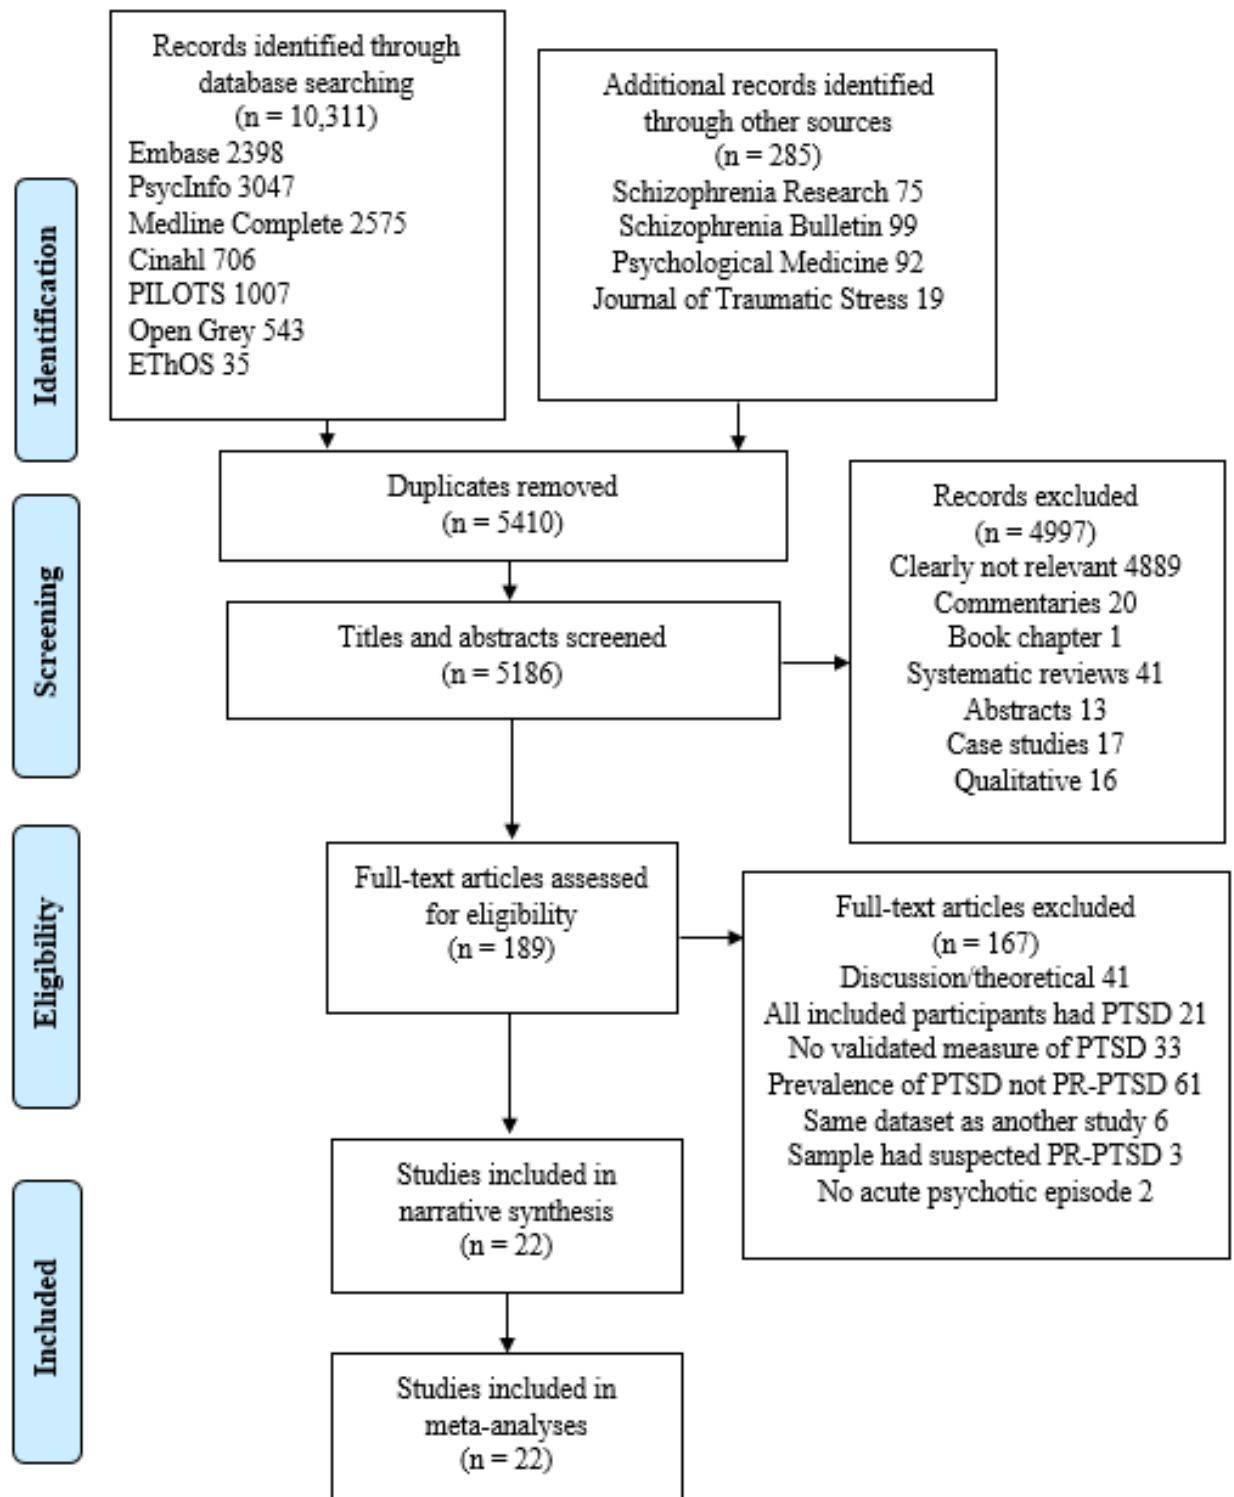 Records identified through
database searching
(n = 10,311)
Embase 2398
PsycInfo 3047
Medline Complete 2575
Cinahl 706
PILOTS 1007
Open Grey 543
EThOS 35
Additional records identified
through other sources
(n = 285)
Schizophrenia Research 75
Schizophrenia Bulletin 99
Psychological Medicine 92
Journal of Traumatic Stress 19
Identification
Duplicates removed
(n = 5410)
Screening
Titles and abstracts screened
(n = 5186)
Records excluded
(n = 4997)
Clearly not relevant 4889
Commentaries 20
Book chapter 1
Systematic reviews 41
Abstracts 13
Case studies 17
Qualitative 16
Eligibility
Full-text articles assessed
for eligibility
(n = 189)
Full-text articles excluded
(n = 167)
Discussion/theoretical 41
All included participants had PTSD 21
No validated measure of PTSD 33
Prevalence of PTSD not PR-PTSD 61
Same dataset as another study 6
Sample had suspected PR-PTSD 3
No acute psychotic episode 2
Included
Studies included in
narrative synthesis
(n = 22)
Studies included in
meta-analyses
(n = 22)